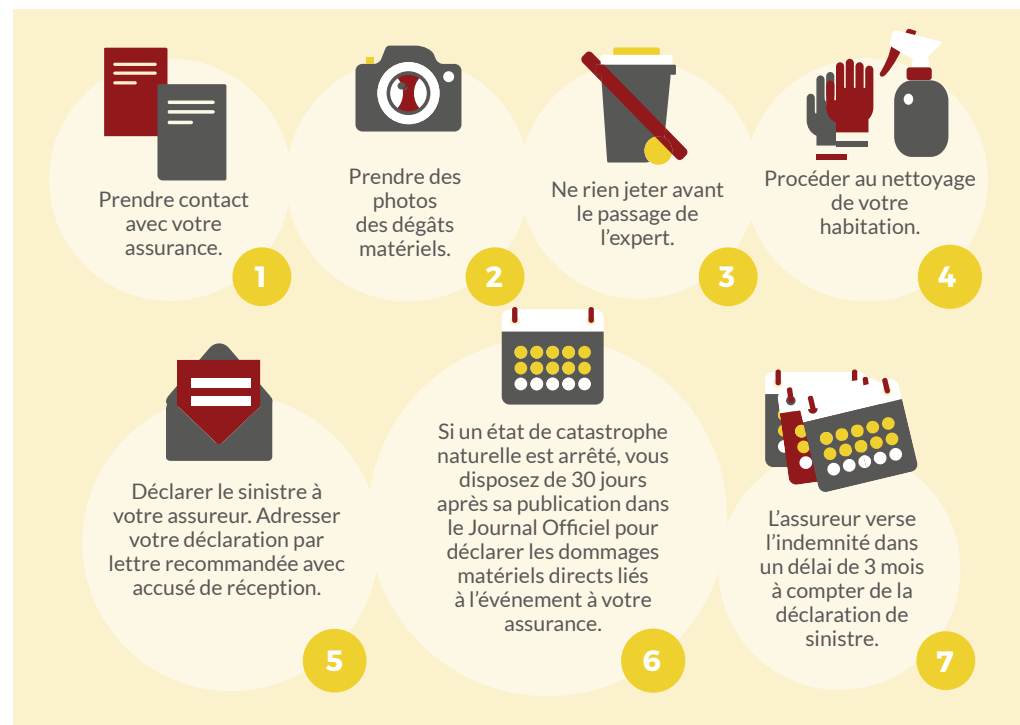 Prendre contact
avec votre
assurance.
1
Prendre des
photos
des dégâts
matériels.
2
Ne rien jeter avant
le passage de
l’expert.
3
Procéder au nettoyage
de votre
habitation.
4
Déclarer le sinistre à
votre assureur. Adresser
votre déclaration par
lettre recommandée avec
accusé de réception.
5
Si un état de catastrophe
naturelle est arrêté, vous
disposez de 30 jours
après sa publication dans
le Journal Officiel pour
déclarer les dommages
matériels directs liés
à l’événement à votre
assurance.
6
L’assureur verse
l’indemnité dans
un délai de 3 mois
à compter de la
déclaration de
sinistre.
7